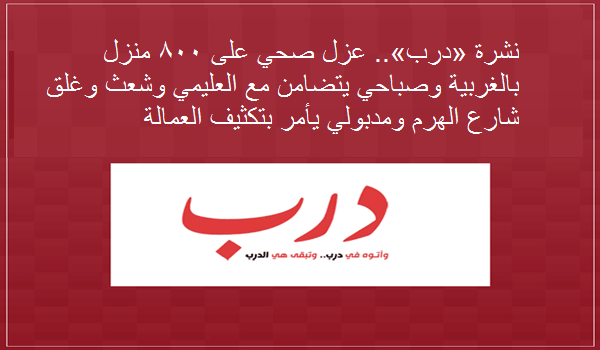 نشرة «درب».. عزل صحي على ٨٠٠ منزل
بالغربية وصباحي يتضامن مع العليمي وشعث وغلق
شارع الهرم ومدبولي يأمر بتكثيف العمالة
درب
وأتوه في درب.. وتبقى هي الدرب